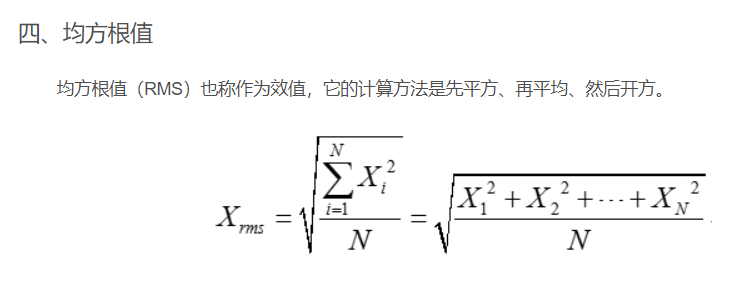 四、均方根值
均方根值（RMS）也称作为效值，它的计算方法是先平方、再平均、然后开方。
$X_{rms} = \sqrt{\frac{\sum_{i=1}^{N} X_i^2}{N}} = \sqrt{\frac{X_1^2 + X_2^2 + \cdots + X_N^2}{N}}$